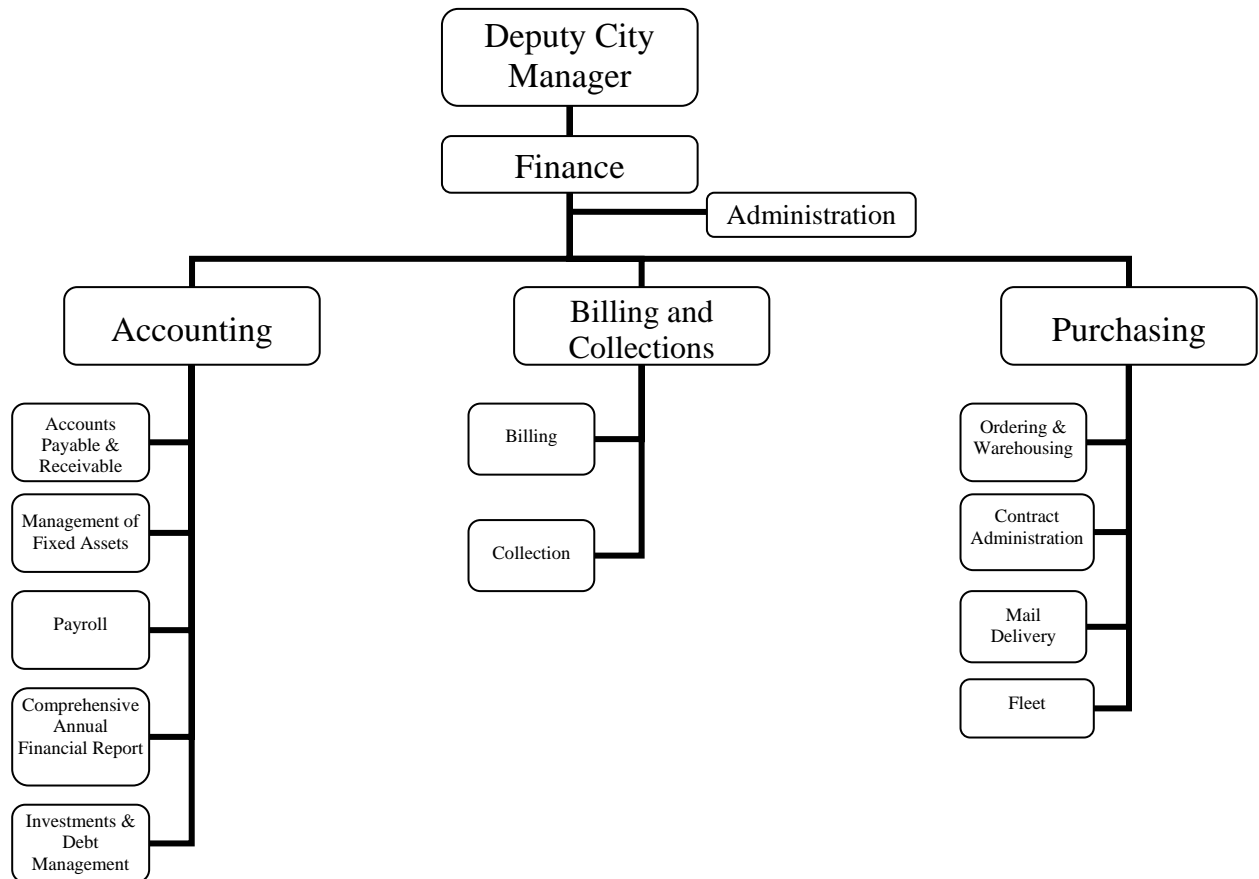 Deputy City
Manager
Finance
Administration
Accounting
Billing and
Collections
Purchasing
Accounts
Payable &
Receivable
Management of
Fixed Assets
Payroll
Comprehensive
Annual
Financial Report
Investments &
Debt
Management
Billing
Collection
Ordering &
Warehousing
Contract
Administration
Mail
Delivery
Fleet